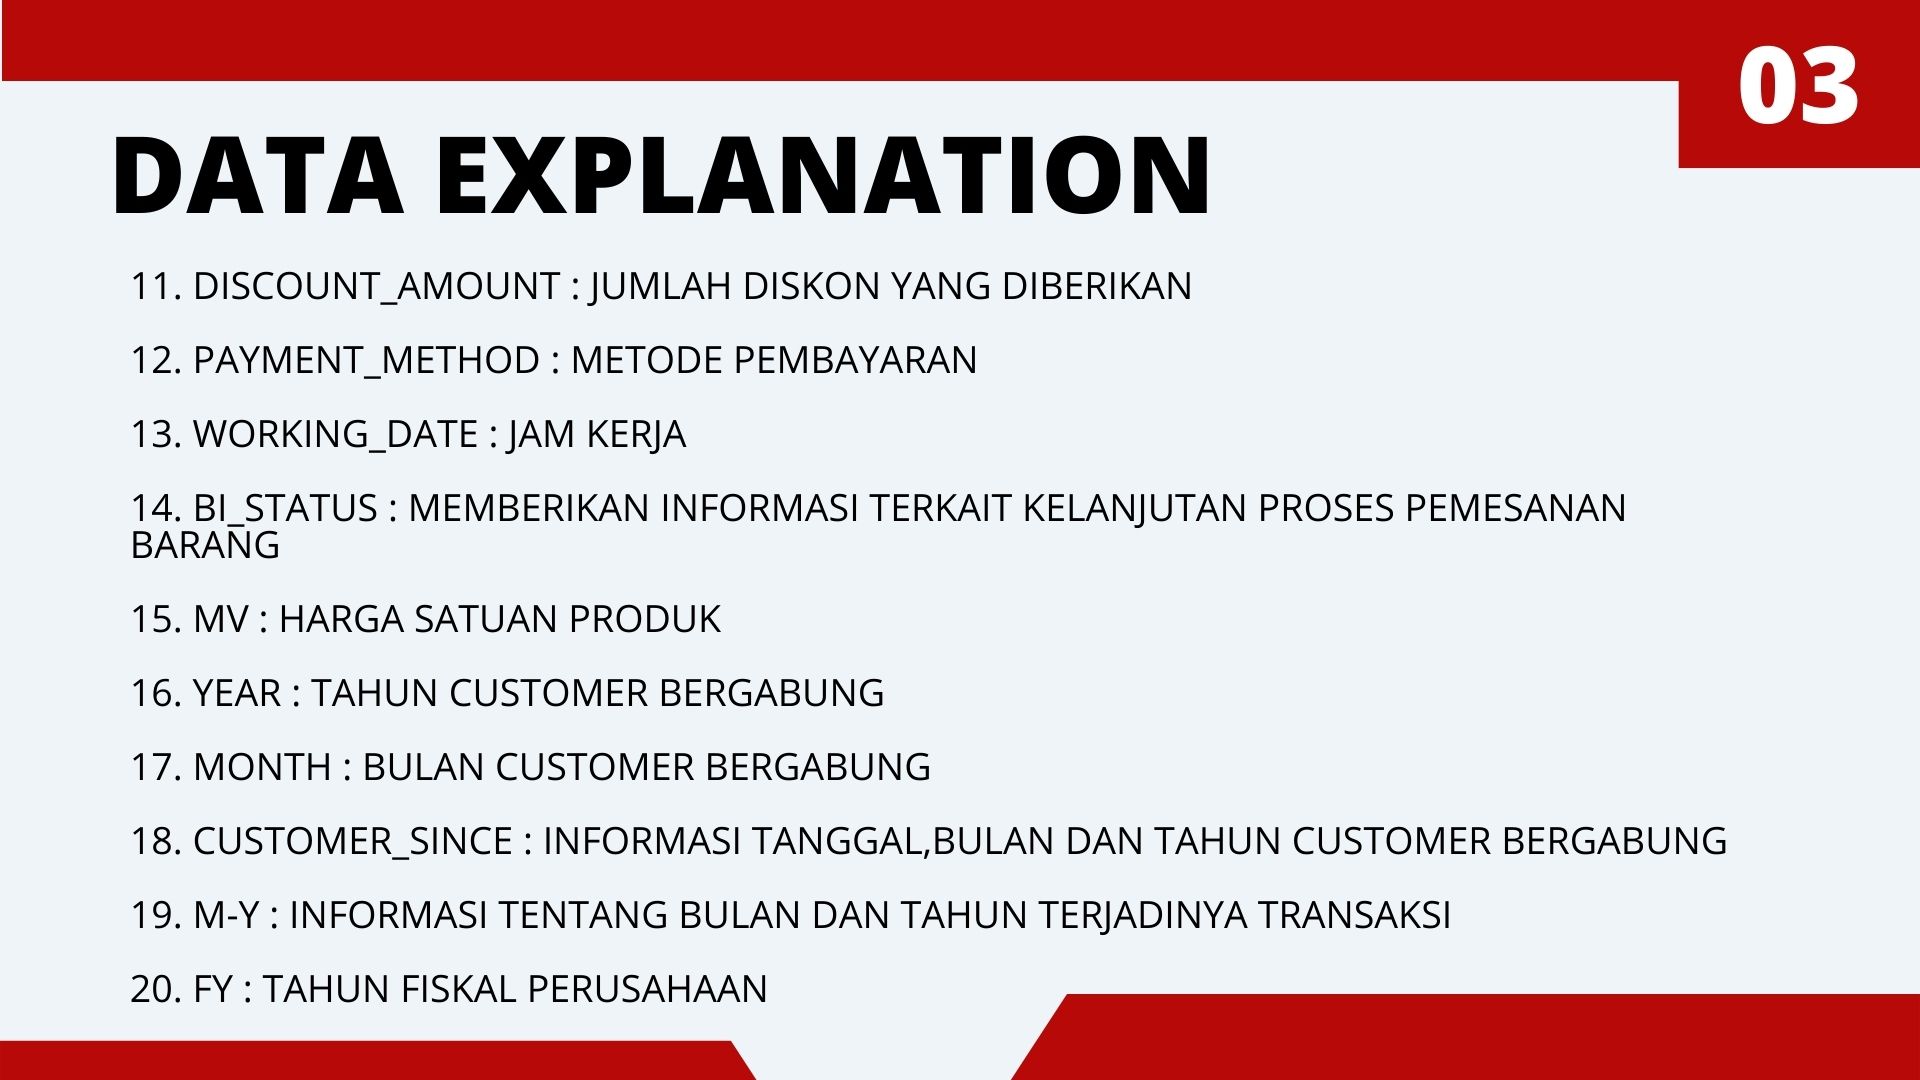 03
DATA EXPLANATION
11. DISCOUNT_AMOUNT : JUMLAH DISKON YANG DIBERIKAN
12. PAYMENT_METHOD : METODE PEMBAYARAN
13. WORKING_DATE : JAM KERJA
14. BI_STATUS : MEMBERIKAN INFORMASI TERKAIT KELANJUTAN PROSES PEMESANAN
BARANG
15. MV : HARGA SATUAN PRODUK
16. YEAR : TAHUN CUSTOMER BERGABUNG
17. MONTH : BULAN CUSTOMER BERGABUNG
18. CUSTOMER_SINCE : INFORMASI TANGGAL,BULAN DAN TAHUN CUSTOMER BERGABUNG
19. M-Y : INFORMASI TENTANG BULAN DAN TAHUN TERJADINYA TRANSAKSI
20. FY : TAHUN FISKAL PERUSAHAAN